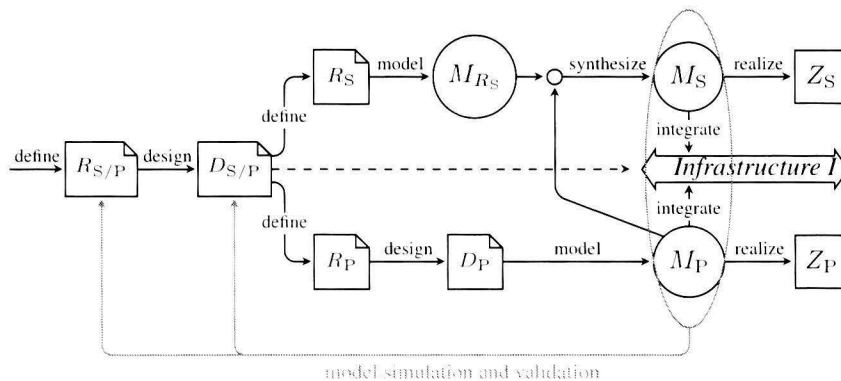 R_S model M_{R_S} synthesize M_S realize Z_S
define integrate
define R_{S/P} design D_{S/P} Infrastructure I
define integrate
R_P design D_P model M_P realize Z_P
model simulation and validation